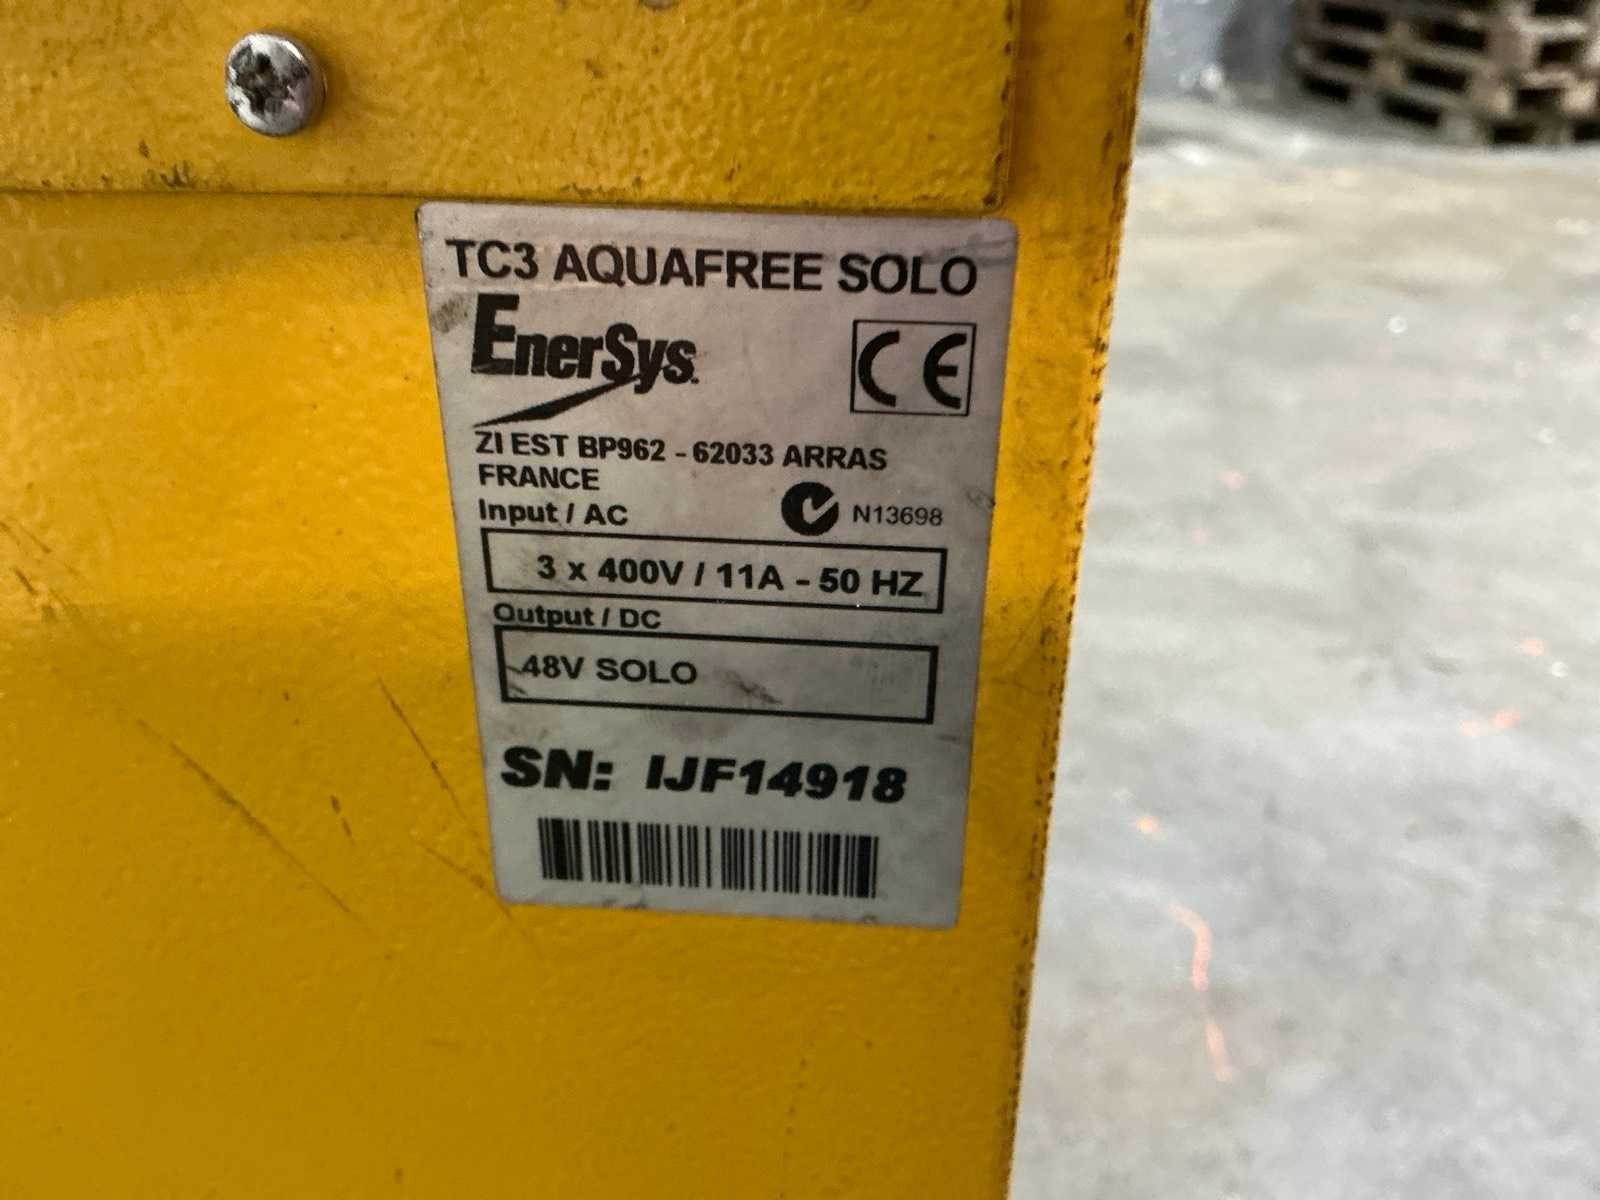 TC3 AQUAFREE SOLO
EnerSys.
CE
ZI EST BP962 - 62033 ARRAS
FRANCE
Input / AC
N13698
3 x 400V / 11A - 50 HZ
Output / DC
48V SOLO
SN: IJF14918